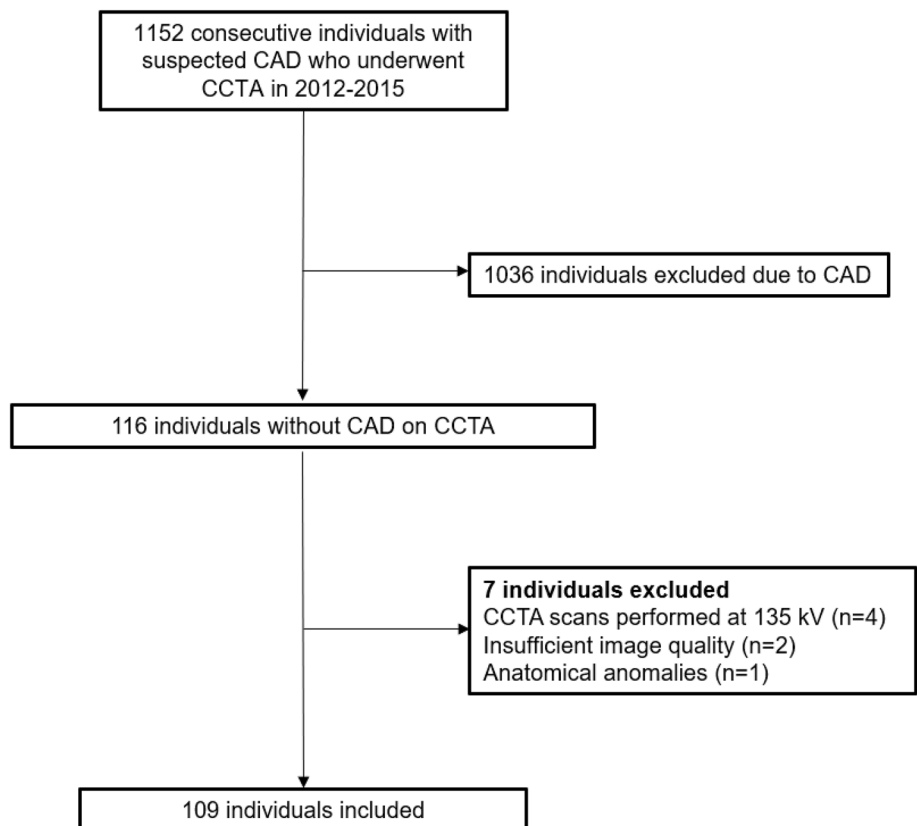 1152 consecutive individuals with
suspected CAD who underwent
CCTA in 2012-2015
1036 individuals excluded due to CAD
116 individuals without CAD on CCTA
7 individuals excluded
CCTA scans performed at 135 kV (n=4)
Insufficient image quality (n=2)
Anatomical anomalies (n=1)
109 individuals included